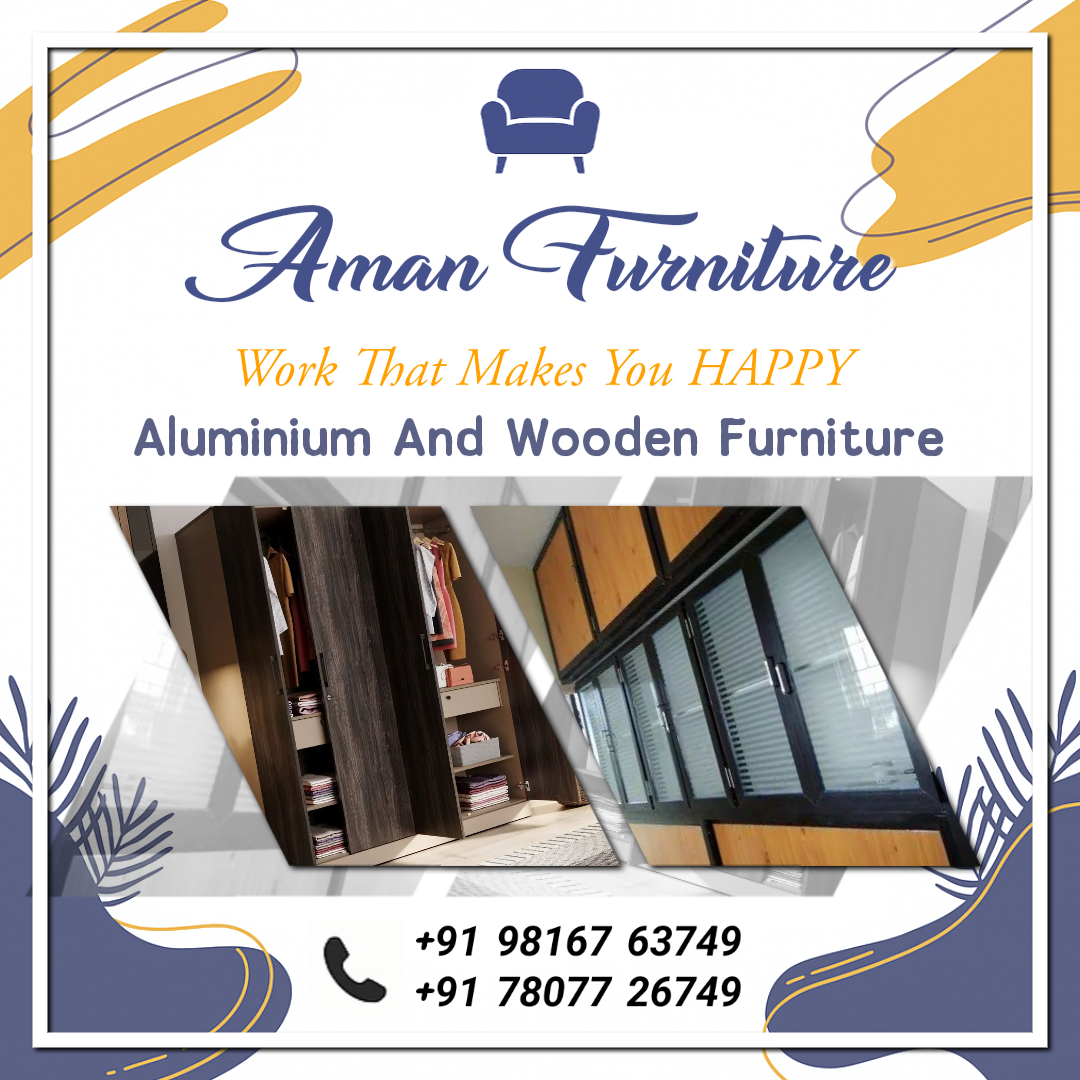 Aman Furniture
Work That Makes You HAPPY
Aluminium And Wooden Furniture
+91 98167 63749
+91 78077 26749